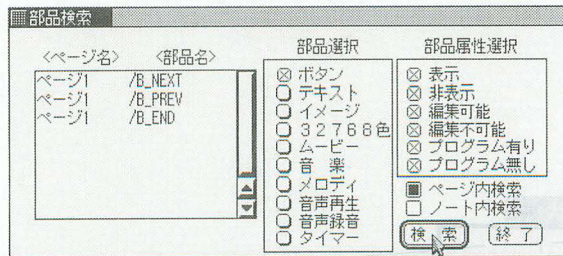 部品検索
<ページ名> <部品名>
ページ1 /B_NEXT
ページ1 /B_PREV
ページ1 /B_END
部品選択
ボタン
テキスト
イメージ
32768色
ムービー
音 楽
メロディ
音声再生
音声録音
タイマー
部品属性選択
表示
非表示
編集可能
編集不可能
プログラム有り
プログラム無し
ページ内検索
ノート内検索
検 索
終 了